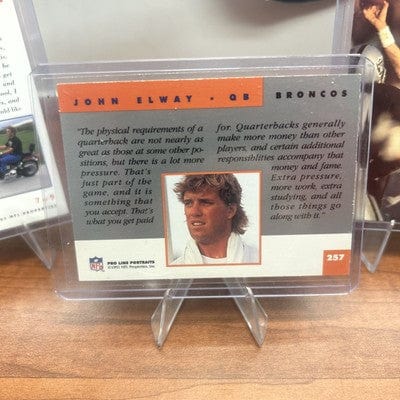 JOHN ELWAY • QB BRONCOS
"The physical requirements of a
quarterback are not nearly as
great as those at some other po-
sitions, but there is a lot more
pressure. That's
just part of the
game, and it is
something that
you accept. That's
what you get paid
for. Quarterbacks generally
make more money than other
players, and certain additional
responsibilities accompany that
money and fame.
Extra pressure,
more work, extra
studying, and all
those things go
along with it."
NFL
PRO LINE PORTRAITS
257